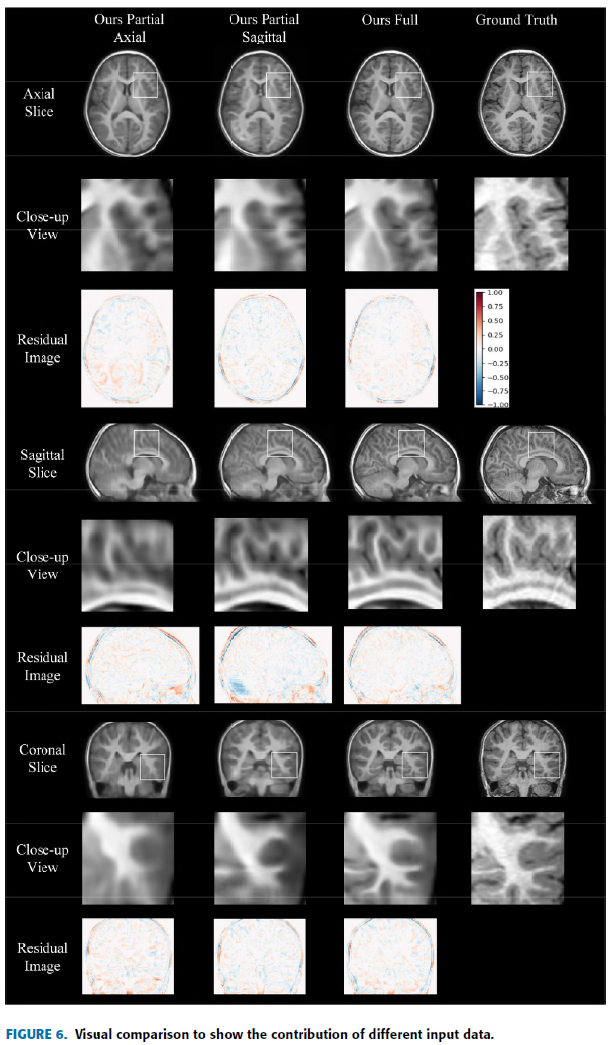 Ours Partial Axial
Ours Partial Sagittal
Ours Full
Ground Truth
Axial Slice
Close-up View
Residual Image
1.00
0.75
0.50
0.25
0.00
−0.25
−0.50
−0.75
−1.00
Sagittal Slice
Close-up View
Residual Image
Coronal Slice
Close-up View
Residual Image
FIGURE 6. Visual comparison to show the contribution of different input data.